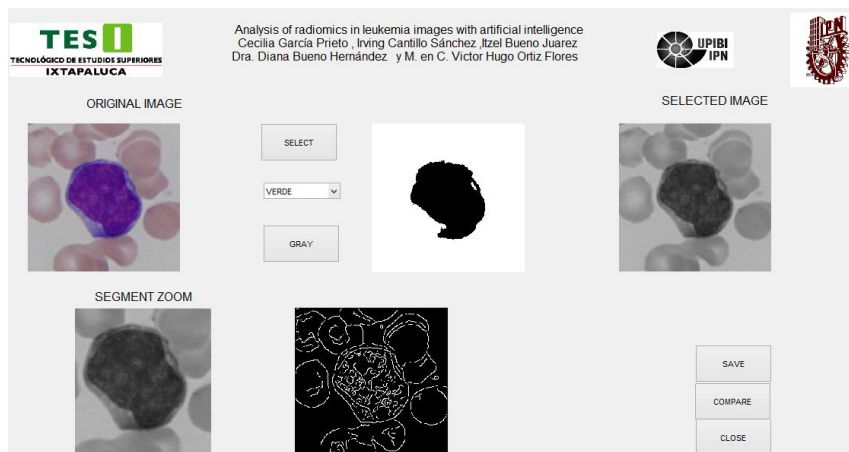 TESI
TECNOLÓGICO DE ESTUDIOS SUPERIORES
IXTAPALUCA
Analysis of radiomics in leukemia images with artificial intelligence
Cecilia García Prieto , Irving Cantillo Sánchez ,Itzel Bueno Juarez
Dra. Diana Bueno Hernández y M. en C. Victor Hugo Ortiz Flores
UPIBI
IPN
IPN
ORIGINAL IMAGE
SELECTED IMAGE
SELECT
VERDE
GRAY
SEGMENT ZOOM
SAVE
COMPARE
CLOSE